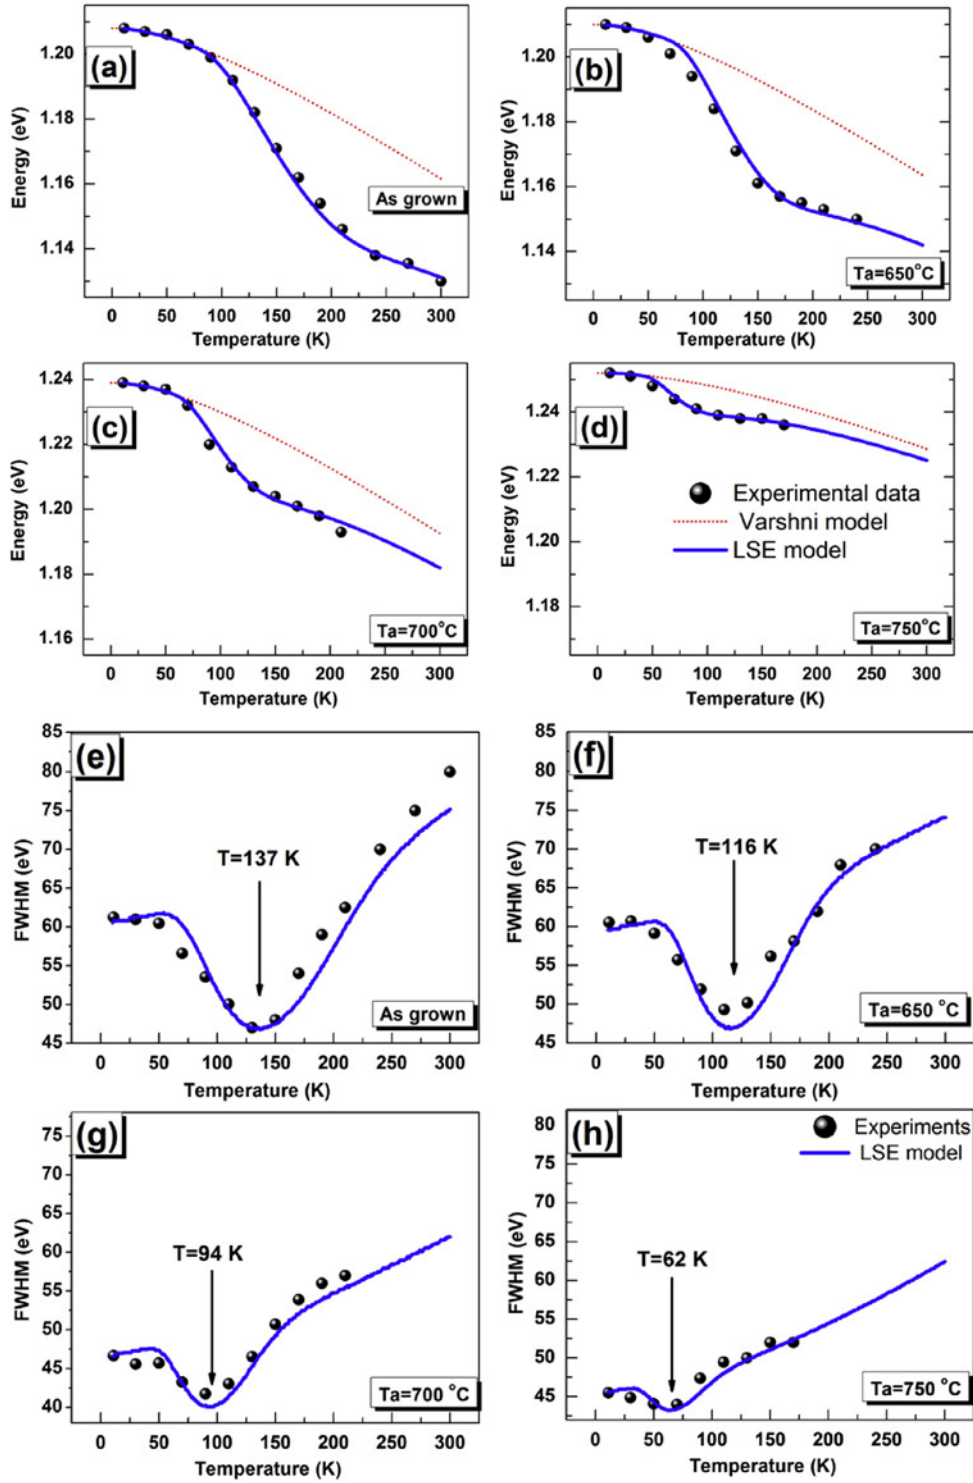 (a)
Energy (eV)
1.20
1.18
1.16
1.14
As grown
0 50 100 150 200 250 300
Temperature (K)
(b)
Energy (eV)
1.20
1.18
1.16
1.14
Ta=650°C
0 50 100 150 200 250 300
Temperature (K)
(c)
Energy (eV)
1.24
1.22
1.20
1.18
1.16
Ta=700°C
0 50 100 150 200 250 300
Temperature (K)
(d)
Energy (eV)
1.24
1.22
1.20
1.18
Experimental data
Varshni model
LSE model
Ta=750°C
0 50 100 150 200 250 300
Temperature (K)
(e)
FWHM (eV)
85
80
75
70
65
60
55
50
45
T=137 K
As grown
0 50 100 150 200 250 300
Temperature (K)
(f)
FWHM (eV)
85
80
75
70
65
60
55
50
45
T=116 K
Ta=650 °C
0 50 100 150 200 250 300
Temperature (K)
(g)
FWHM (eV)
75
70
65
60
55
50
45
40
T=94 K
Ta=700 °C
0 50 100 150 200 250 300
Temperature (K)
(h)
FWHM (eV)
80
75
70
65
60
55
50
45
Experiments
LSE model
T=62 K
Ta=750 °C
0 50 100 150 200 250 300
Temperature (K)